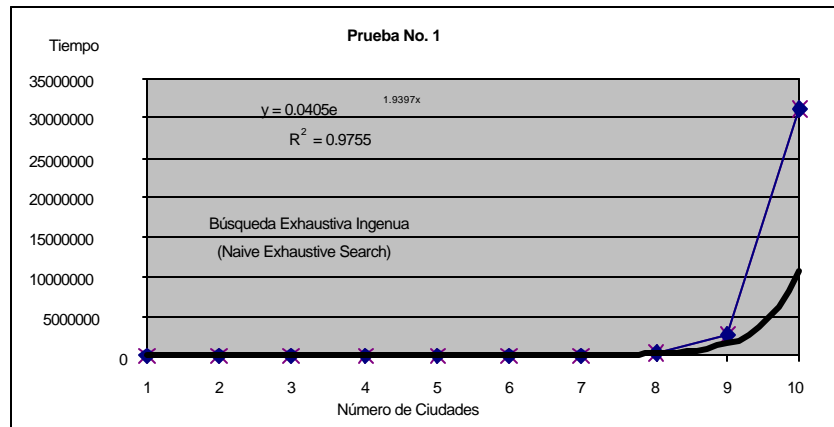 Prueba No. 1
Tiempo
35000000
30000000
25000000
20000000
15000000
10000000
5000000
0
y = 0.0405e^1.9397x
R^2 = 0.9755
Búsqueda Exhaustiva Ingenua
(Naive Exhaustive Search)
1 2 3 4 5 6 7 8 9 10
Número de Ciudades